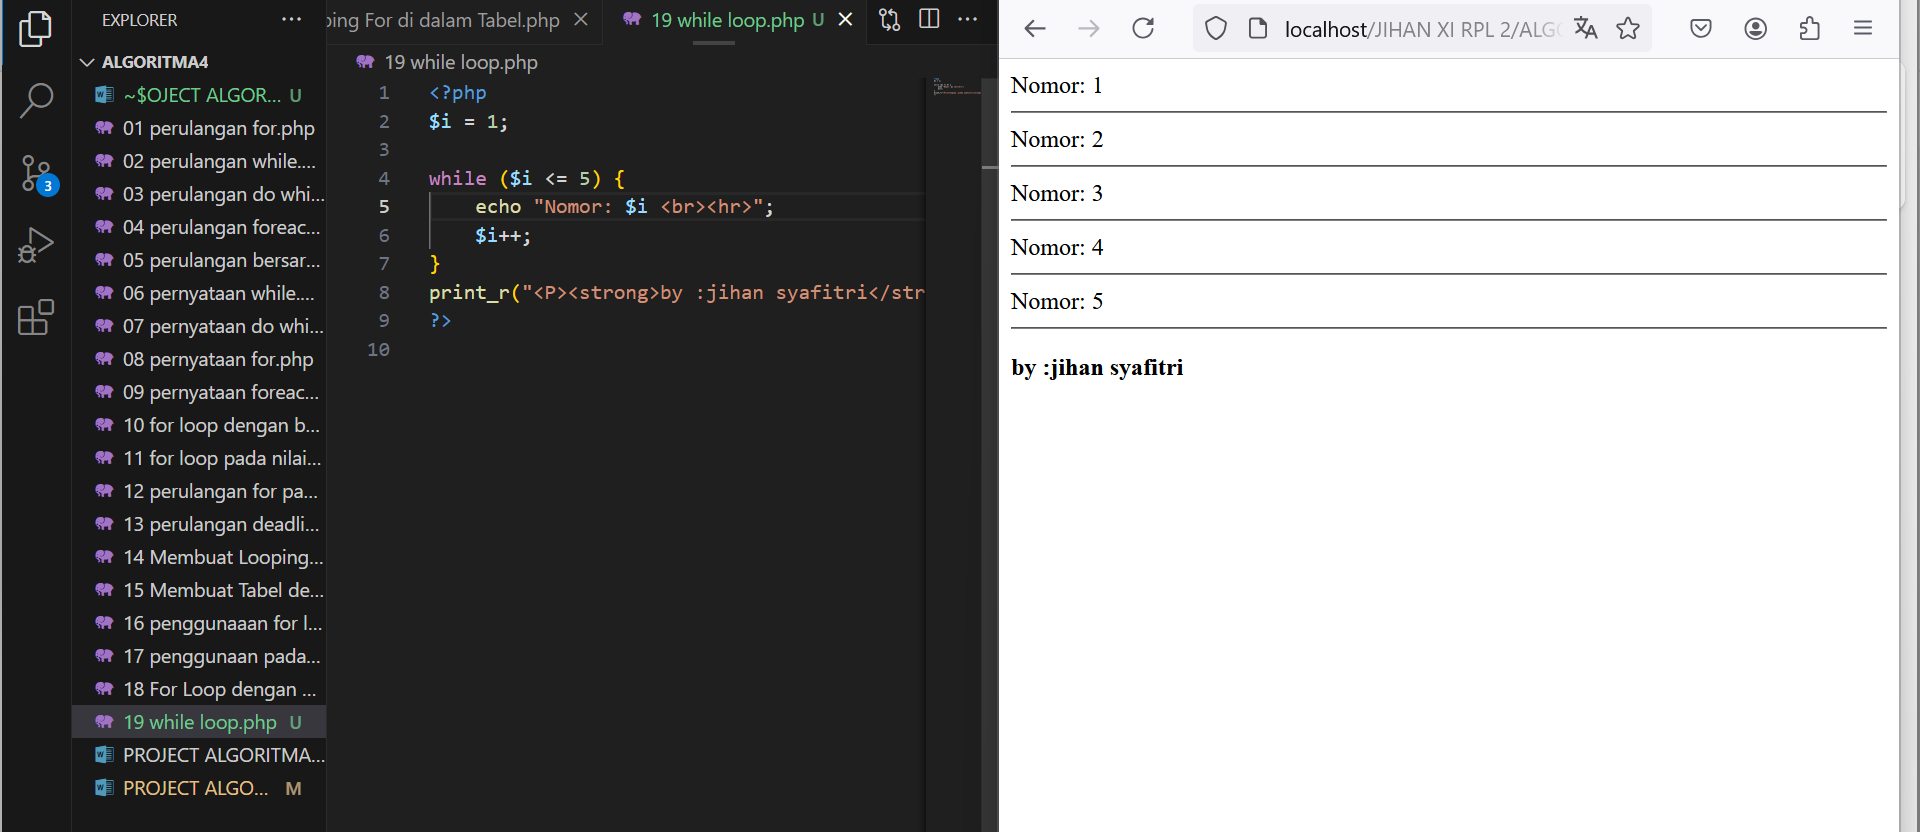 EXPLORER
ALGORITMA4
~$OJECT ALGOR... U
01 perulangan for.php
02 perulangan while....
03 perulangan do whi...
04 perulangan foreac...
05 perulangan bersar...
06 pernyataan while....
07 pernyataan do whi...
08 pernyataan for.php
09 pernyataan foreac...
10 for loop dengan b...
11 for loop pada nilai...
12 perulangan for pa...
13 perulangan deadli...
14 Membuat Looping...
15 Membuat Tabel de...
16 penggunaaan for l...
17 penggunaan pada...
18 For Loop dengan ...
19 while loop.php U
PROJECT ALGORITMA...
PROJECT ALGO... M
3
ping For di dalam Tabel.php
19 while loop.php U
19 while loop.php
1 <?php
2 $i = 1;
3
4 while ($i <= 5) {
5 echo "Nomor: $i <br><hr>";
6 $i++;
7 }
8 print_r("<P><strong>by :jihan syafitri</str
9 ?>
10
localhost/JIHAN XI RPL 2/ALGO
Nomor: 1
Nomor: 2
Nomor: 3
Nomor: 4
Nomor: 5
by :jihan syafitri